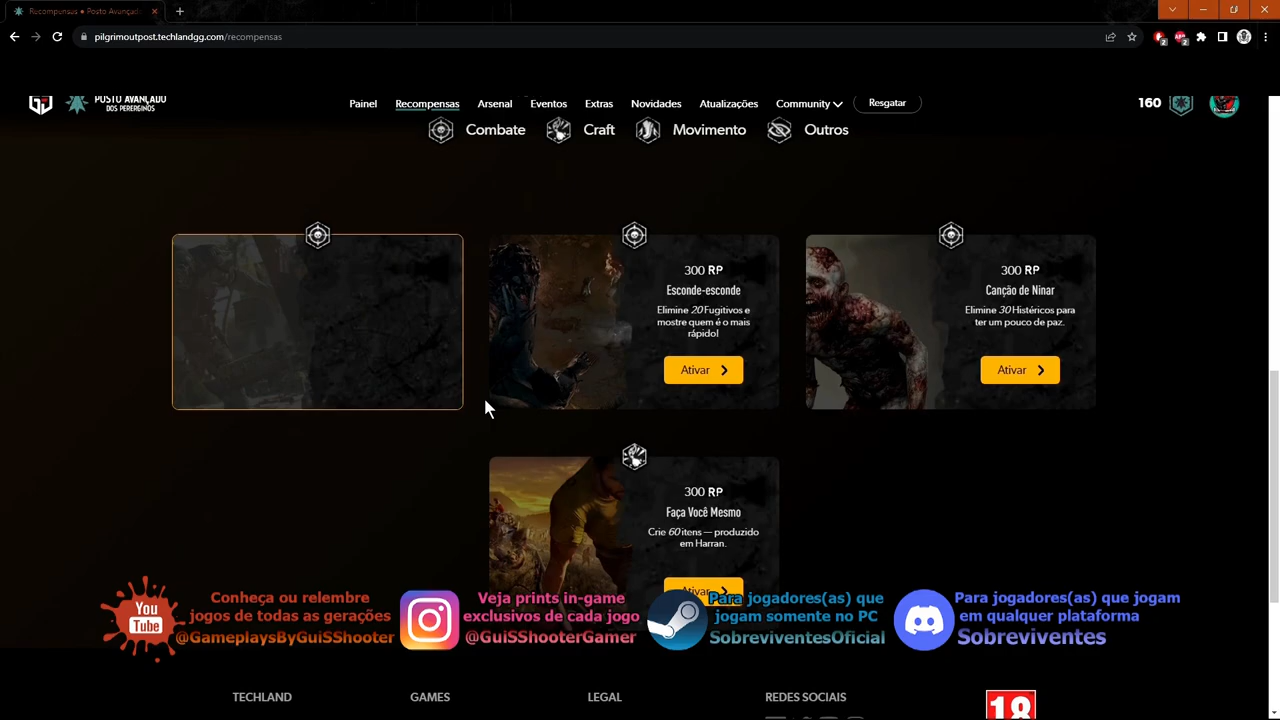 Recompensas • Posto Avançad
pilgrimoutpost.techlandgg.com/recompensas
2
2
POSTO AVANÇADO
DOS PEREGRINOS
Painel
Recompensas
Arsenal
Eventos
Extras
Novidades
Atualizações
Community
Resgatar
160
Combate
Craft
Movimento
Outros
300 RP
Esconde-esconde
Elimine 20 Fugitivos e
mostre quem é o mais
rápido!
Ativar
300 RP
Canção de Ninar
Elimine 30 Histéricos para
ter um pouco de paz.
Ativar
300 RP
Faça Você Mesmo
Crie 60 itens — produzido
em Harran.
Ativar
You
Tube
Conheça ou relembre
jogos de todas as gerações
@GameplaysByGuiSShooter
Veja prints in-game
exclusivos de cada jogo
@GuiSShooterGamer
Para jogadores(as) que
jogam somente no PC
SobreviventesOficial
Para jogadores(as) que jogam
em qualquer plataforma
Sobreviventes
TECHLAND
GAMES
LEGAL
REDES SOCIAIS
18